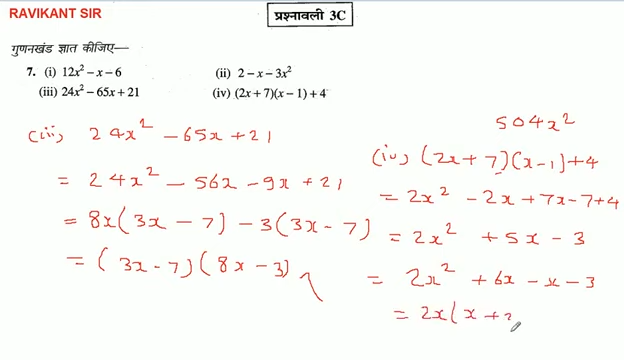 RAVIKANT SIR
प्रश्नावली 3C
गुणनखंड ज्ञात कीजिए—
7. (i) 12x² – x – 6
(ii) 2 – x – 3x²
(iii) 24x² – 65x + 21
(iv) (2x + 7)(x – 1) + 4
(iii) 24x² – 65x + 21
= 24x² – 56x – 9x + 21
= 8x(3x – 7) – 3(3x – 7)
= (3x – 7)(8x – 3)
504x²
(iv) (2x + 7)(x – 1) + 4
= 2x² – 2x + 7x – 7 + 4
= 2x² + 5x – 3
= 2x² + 6x – x – 3
= 2x(x +